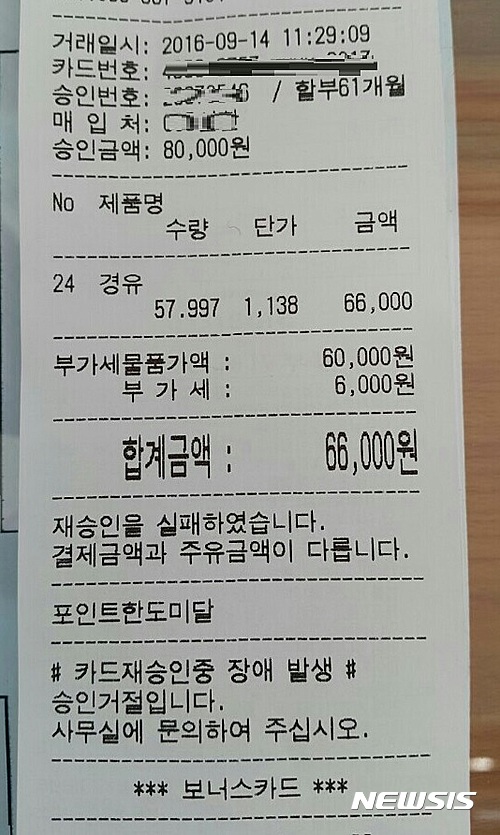 거래일시: 2016-09-14 11:29:09
카드번호:
승인번호: / 할부61개월
매 입 처:
승인금액: 80,000원
No 제품명
수량 단가 금액
24 경유
57.997 1,138 66,000
부가세물품가액 : 60,000원
부 가 세 : 6,000원
합계금액 : 66,000원
재승인을 실패하였습니다.
결제금액과 주유금액이 다릅니다.
포인트한도미달
# 카드재승인중 장애 발생 #
승인거절입니다.
사무실에 문의하여 주십시오.
*** 보너스카드 ***
NEWSIS